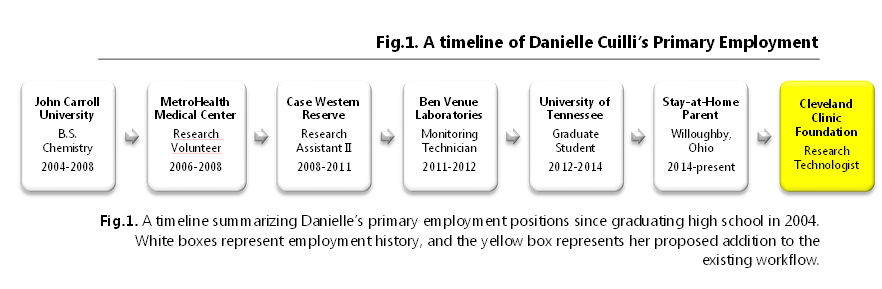 Fig.1. A timeline of Danielle Cuilli's Primary Employment
John Carroll
University
B.S.
Chemistry
2004-2008
MetroHealth
Medical Center
Research
Volunteer
2006-2008
Case Western
Reserve
Research
Assistant II
2008-2011
Ben Venue
Laboratories
Monitoring
Technician
2011-2012
University of
Tennessee
Graduate
Student
2012-2014
Stay-at-Home
Parent
Willoughby,
Ohio
2014-present
Cleveland
Clinic
Foundation
Research
Technologist
Fig.1. A timeline summarizing Danielle's primary employment positions since graduating high school in 2004.
White boxes represent employment history, and the yellow box represents her proposed addition to the
existing workflow.